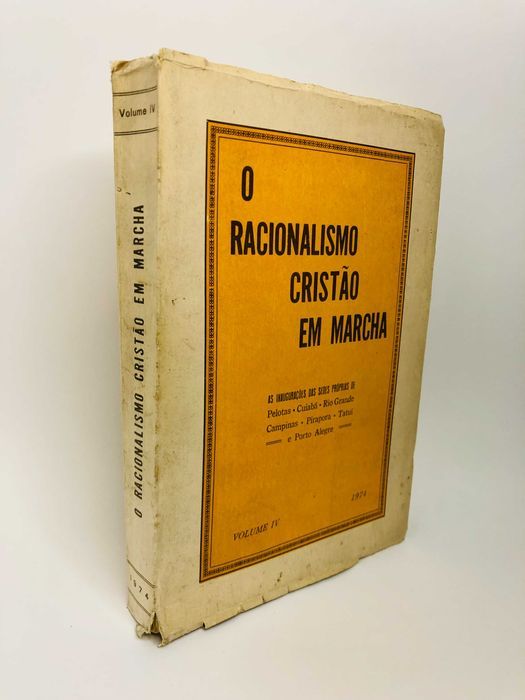 Volume IV
O RACIONALISMO CRISTÃO EM MARCHA
1974
O
RACIONALISMO
CRISTÃO
EM MARCHA
AS INAUGURAÇÕES DAS SEDES PRÓPRIAS DE
Pelotas • Cuiabá • Rio Grande
Campinas • Pirapora • Tatuí
e Porto Alegre
VOLUME IV
1974